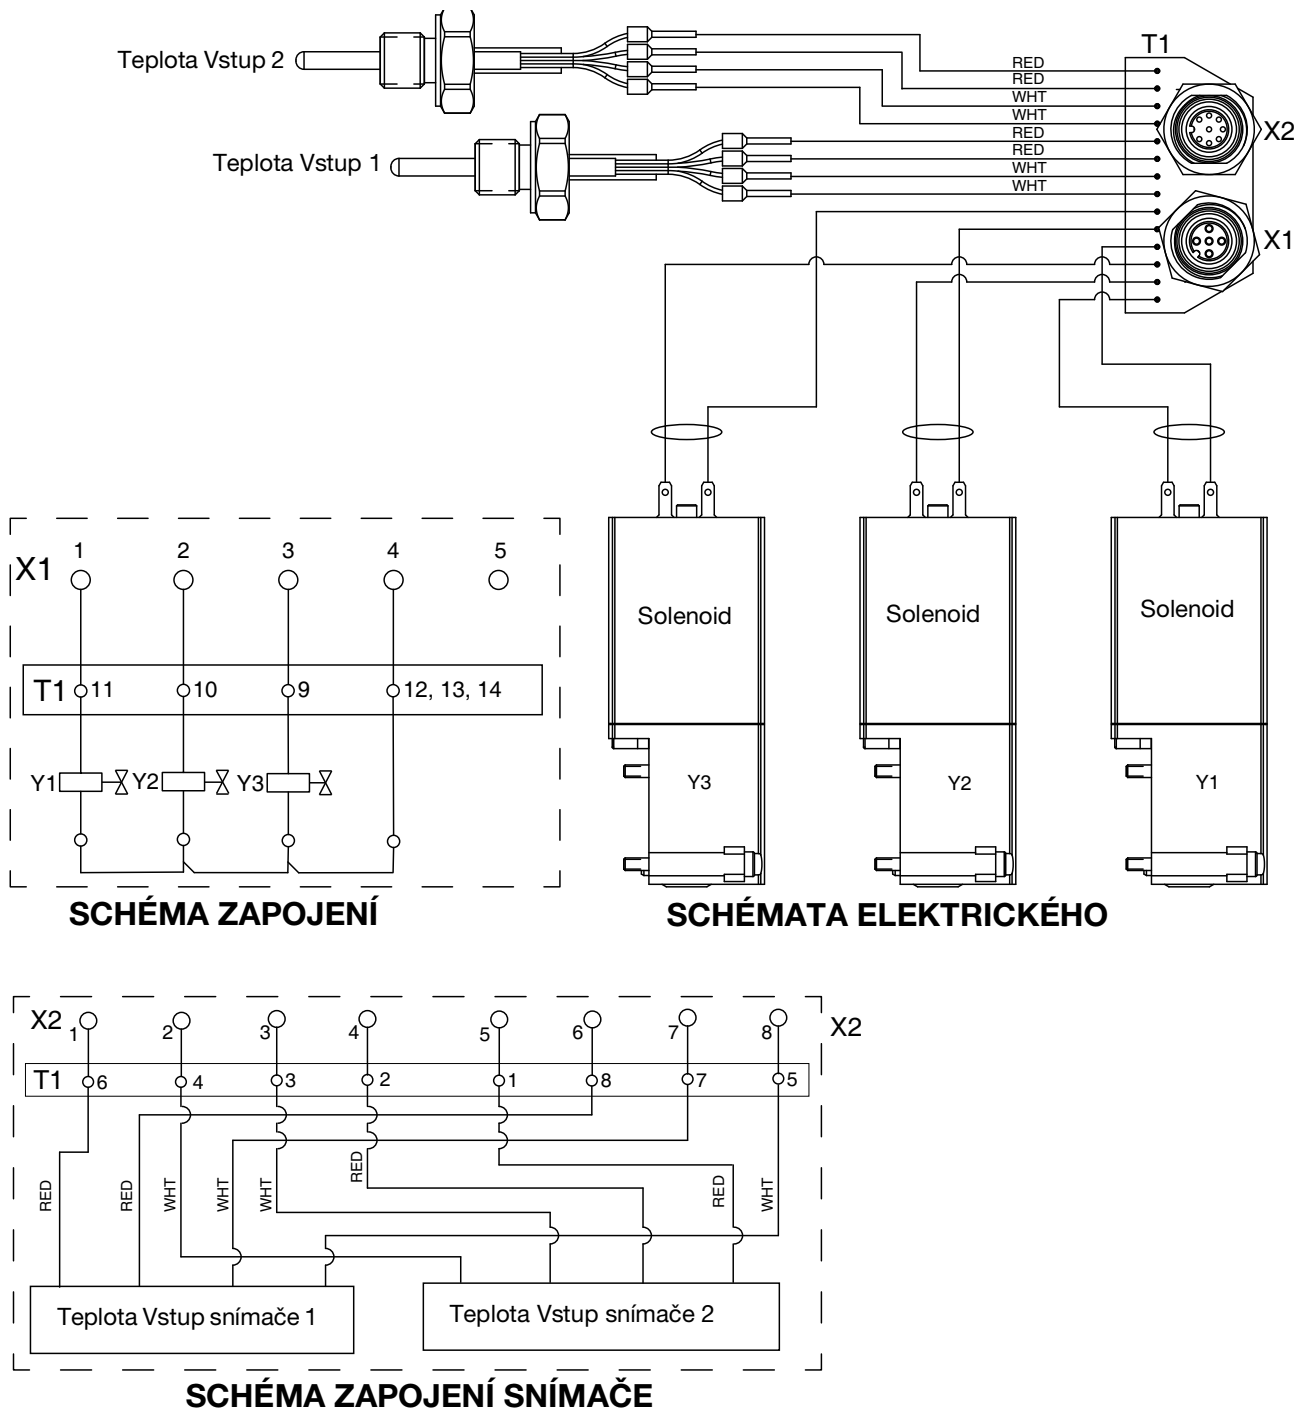 Teplota Vstup 2
T1
RED
RED
WHT
WHT
X2
Teplota Vstup 1
RED
RED
WHT
WHT
X1
X1 1 2 3 4 5
T1 11 10 9 12, 13, 14
Y1 Y2 Y3
Solenoid Solenoid Solenoid
Y3 Y2 Y1
SCHÉMA ZAPOJENÍ
SCHÉMATA ELEKTRICKÉHO
X2 1 2 3 4 5 6 7 8 X2
T1 6 4 3 2 1 8 7 5
RED RED WHT WHT WHT RED RED WHT
Teplota Vstup snímače 1
Teplota Vstup snímače 2
SCHÉMA ZAPOJENÍ SNÍMAČE